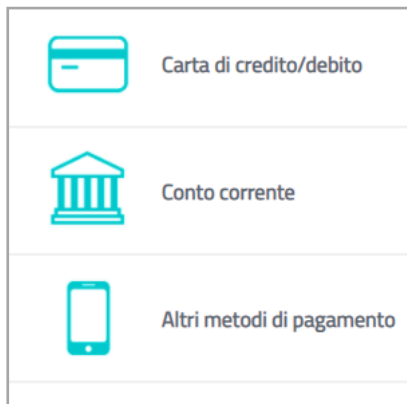 Carta di credito/debito
Conto corrente
Altri metodi di pagamento